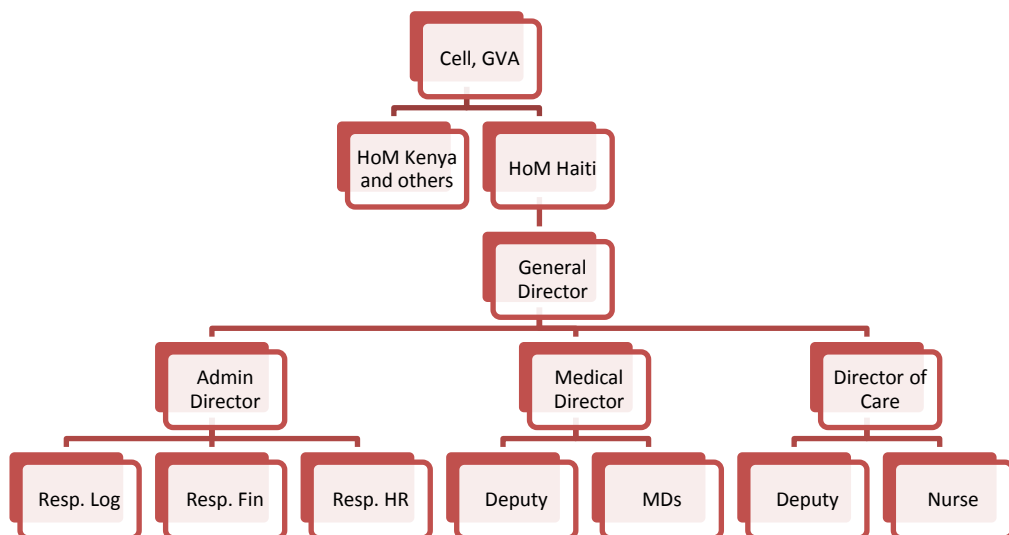 Cell, GVA
HoM Kenya
and others
HoM Haiti
General
Director
Admin
Director
Medical
Director
Director of
Care
Resp. Log
Resp. Fin
Resp. HR
Deputy
MDs
Deputy
Nurse